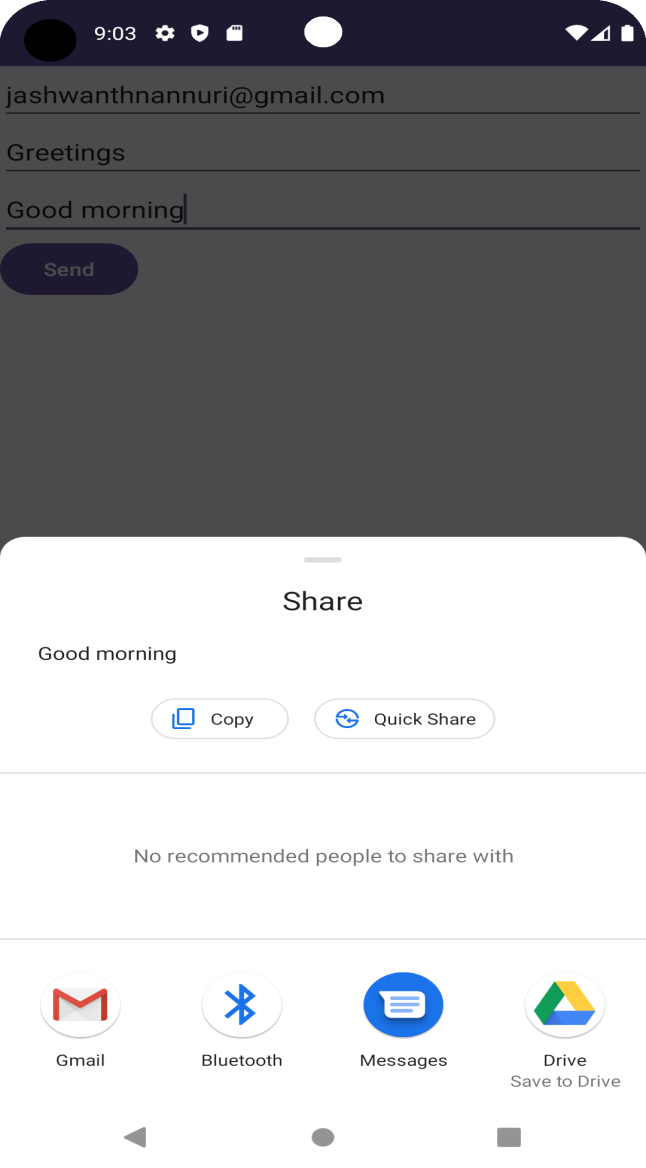 9:03
jashwanthnannuri@gmail.com
Greetings
Good morning
Send
Share
Good morning
Copy
Quick Share
No recommended people to share with
Gmail
Bluetooth
Messages
Drive
Save to Drive